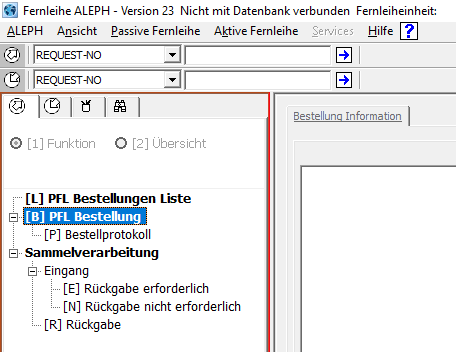 Fernleihe ALEPH - Version 23 Nicht mit Datenbank verbunden Fernleiheinheit:
ALEPH Ansicht Passive Fernleihe Aktive Fernleihe Services Hilfe ?
REQUEST-NO
REQUEST-NO
[1] Funktion [2] Übersicht
Bestellung Information
[L] PFL Bestellungen Liste
[B] PFL Bestellung
[P] Bestellprotokoll
Sammelverarbeitung
Eingang
[E] Rückgabe erforderlich
[N] Rückgabe nicht erforderlich
[R] Rückgabe